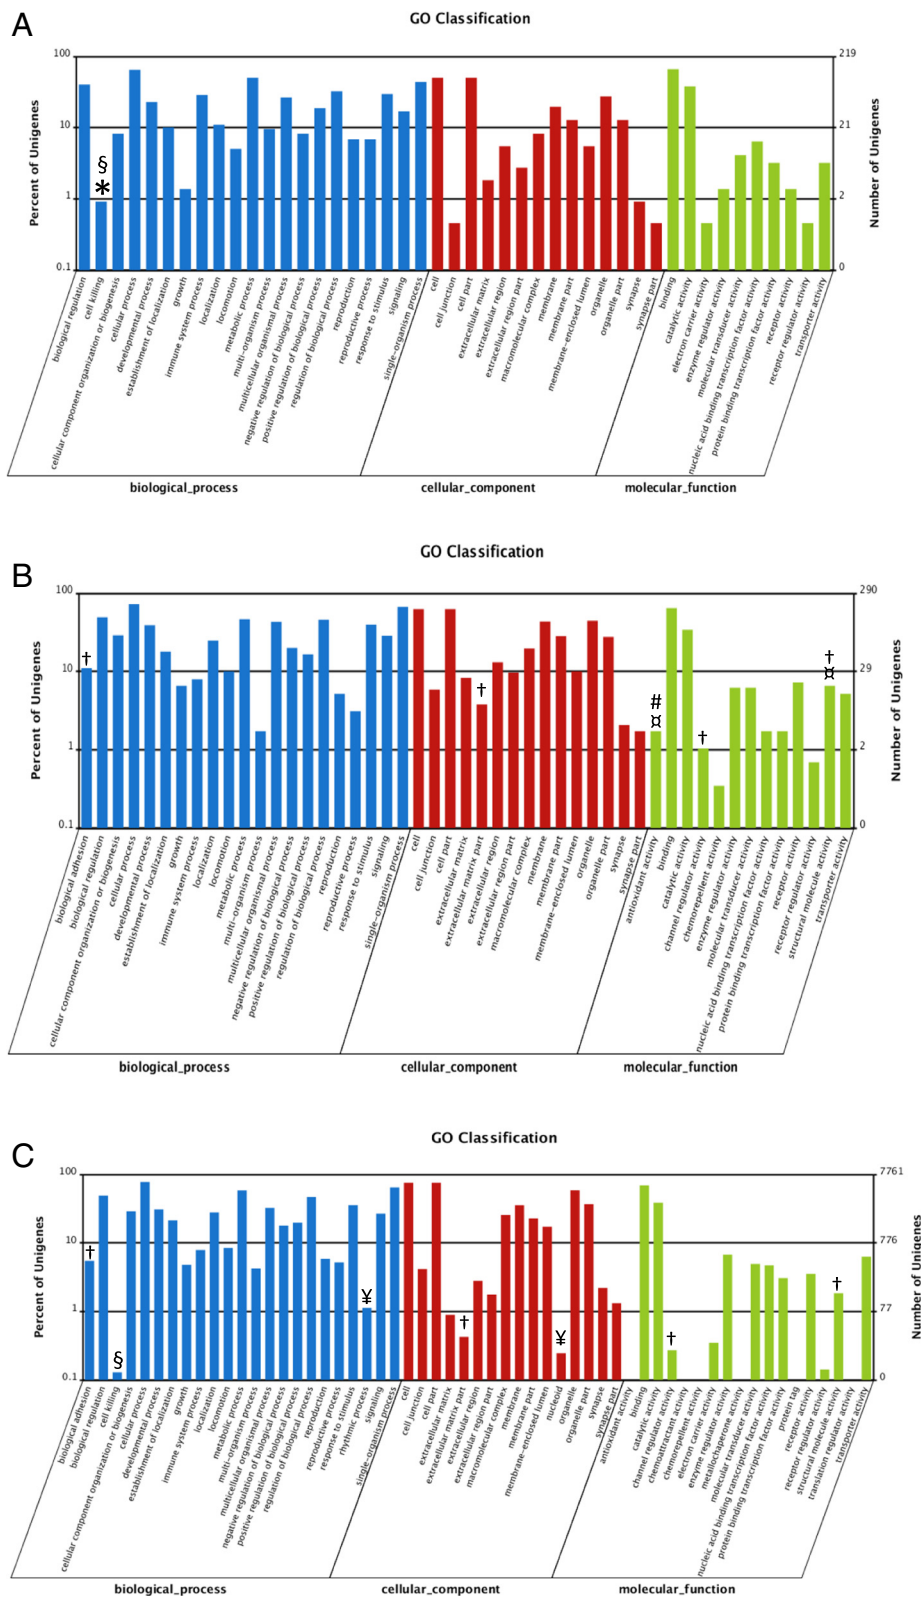 A
GO Classification
Percent of Unigenes
100
10
1
0.1
219
21
2
0
Number of Unigenes
§
*
biological regulation
cell killing
cellular component organization or biogenesis
cellular process
developmental process
establishment of localization
growth
immune system process
localization
locomotion
metabolic process
multi-organism process
multicellular organismal process
negative regulation of biological process
positive regulation of biological process
regulation of biological process
reproduction
reproductive process
response to stimulus
signaling
single-organism process
cell
cell junction
cell part
extracellular matrix
extracellular region
extracellular region part
macromolecular complex
membrane
membrane part
membrane-enclosed lumen
organelle
organelle part
synapse
synapse part
binding
catalytic activity
electron carrier activity
enzyme regulator activity
molecular transducer activity
nucleic acid binding transcription factor activity
protein binding transcription factor activity
receptor activity
receptor regulator activity
transporter activity
biological_process
cellular_component
molecular_function
B
GO Classification
Percent of Unigenes
100
10
1
0.1
290
29
2
0
Number of Unigenes
†
†
#
¤
†
†
¤
biological adhesion
biological regulation
cellular component organization or biogenesis
cellular process
developmental process
establishment of localization
growth
immune system process
localization
locomotion
metabolic process
multi-organism process
multicellular organismal process
negative regulation of biological process
positive regulation of biological process
regulation of biological process
reproduction
reproductive process
response to stimulus
signaling
single-organism process
cell
cell junction
cell part
extracellular matrix
extracellular matrix part
extracellular region
extracellular region part
macromolecular complex
membrane
membrane part
membrane-enclosed lumen
organelle
organelle part
synapse
synapse part
antioxidant activity
binding
catalytic activity
channel regulator activity
chemorepellent activity
enzyme regulator activity
molecular transducer activity
nucleic acid binding transcription factor activity
protein binding transcription factor activity
receptor activity
receptor regulator activity
structural molecule activity
transporter activity
biological_process
cellular_component
molecular_function
C
GO Classification
Percent of Unigenes
100
10
1
0.1
7761
776
77
0
Number of Unigenes
†
§
¥
†
¥
†
†
biological adhesion
biological regulation
cell killing
cellular component organization or biogenesis
cellular process
developmental process
establishment of localization
growth
immune system process
localization
locomotion
metabolic process
multi-organism process
multicellular organismal process
negative regulation of biological process
positive regulation of biological process
regulation of biological process
reproduction
reproductive process
response to stimulus
rhythmic process
signaling
single-organism process
cell
cell junction
cell part
extracellular matrix
extracellular matrix part
extracellular region
extracellular region part
macromolecular complex
membrane
membrane part
membrane-enclosed lumen
nucleoid
organelle
organelle part
synapse
synapse part
antioxidant activity
binding
catalytic activity
channel regulator activity
chemoattractant activity
chemorepellent activity
electron carrier activity
enzyme regulator activity
metallochaperone activity
molecular transducer activity
nucleic acid binding transcription factor activity
protein binding transcription factor activity
protein tag
receptor activity
receptor regulator activity
structural molecule activity
translation regulator activity
transporter activity
biological_process
cellular_component
molecular_function